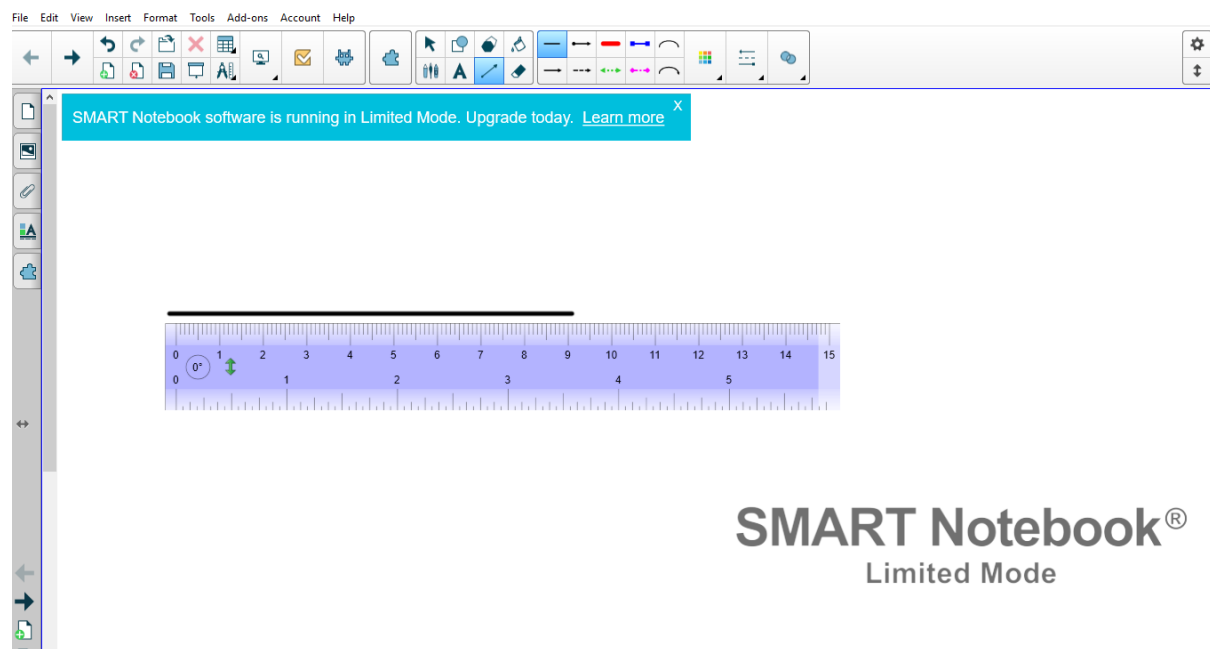 File Edit View Insert Format Tools Add-ons Account Help
A A
SMART Notebook software is running in Limited Mode. Upgrade today. Learn more X
A
0 1 2 3 4 5 6 7 8 9 10 11 12 13 14 15
0°
0 1 2 3 4 5
SMART Notebook®
Limited Mode